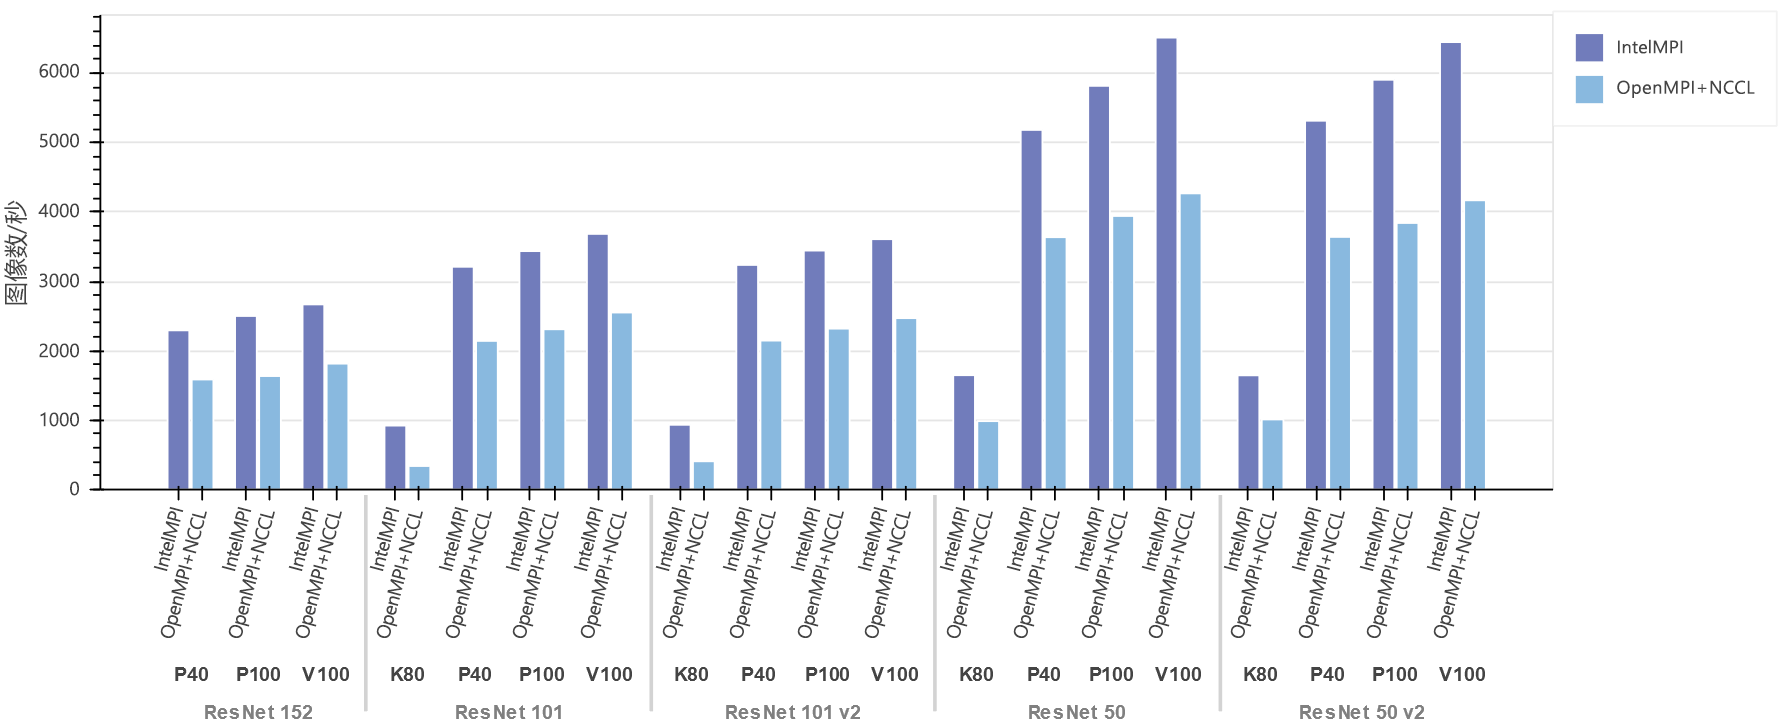 IntelMPI
OpenMPI+NCCL
图像数/秒
6000
5000
4000
3000
2000
1000
0
IntelMPI OpenMPI+NCCL IntelMPI OpenMPI+NCCL IntelMPI OpenMPI+NCCL IntelMPI OpenMPI+NCCL IntelMPI OpenMPI+NCCL IntelMPI OpenMPI+NCCL IntelMPI OpenMPI+NCCL IntelMPI OpenMPI+NCCL IntelMPI OpenMPI+NCCL IntelMPI OpenMPI+NCCL IntelMPI OpenMPI+NCCL IntelMPI OpenMPI+NCCL IntelMPI OpenMPI+NCCL IntelMPI OpenMPI+NCCL IntelMPI OpenMPI+NCCL IntelMPI OpenMPI+NCCL IntelMPI OpenMPI+NCCL IntelMPI OpenMPI+NCCL IntelMPI OpenMPI+NCCL
P40 P100 V100 K80 P40 P100 V100 K80 P40 P100 V100 K80 P40 P100 V100 K80 P40 P100 V100
ResNet 152 ResNet 101 ResNet 101 v2 ResNet 50 ResNet 50 v2